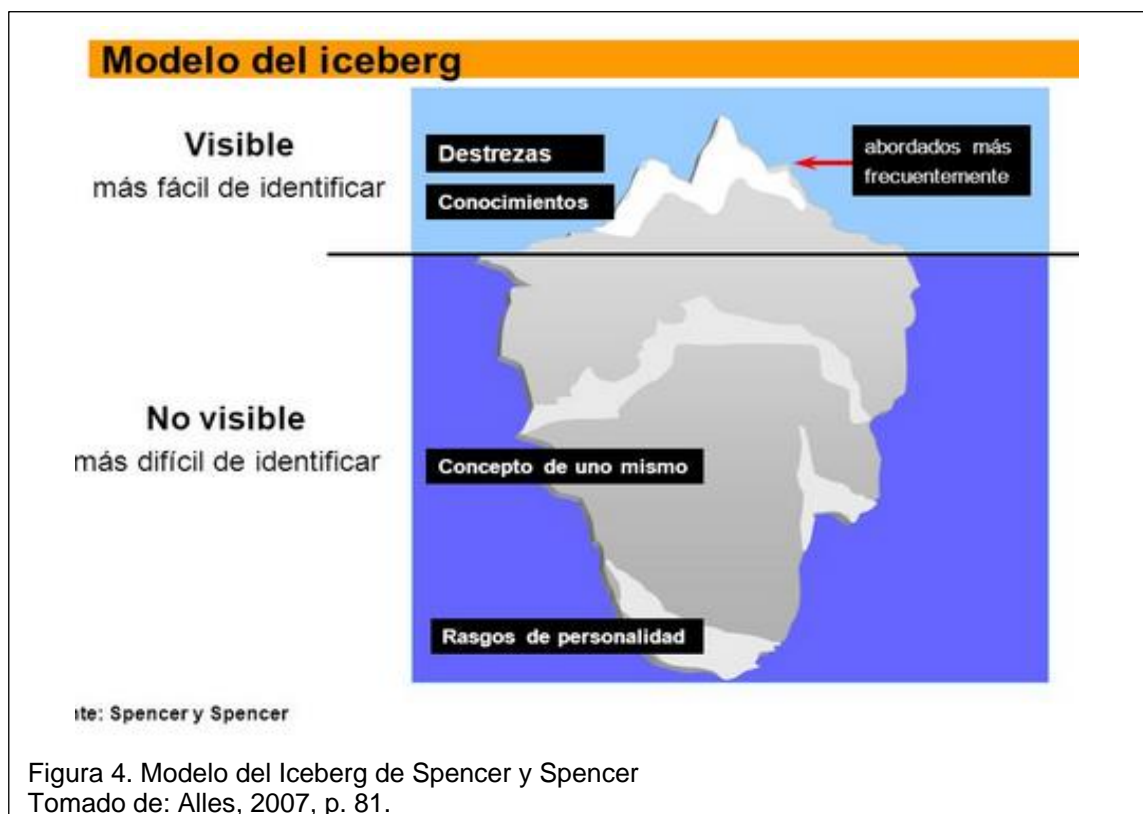 Modelo del iceberg
Visible
más fácil de identificar
Destrezas
Conocimientos
abordados más
frecuentemente
No visible
más difícil de identificar
Concepto de uno mismo
Rasgos de personalidad
nte: Spencer y Spencer
Figura 4. Modelo del Iceberg de Spencer y Spencer
Tomado de: Alles, 2007, p. 81.